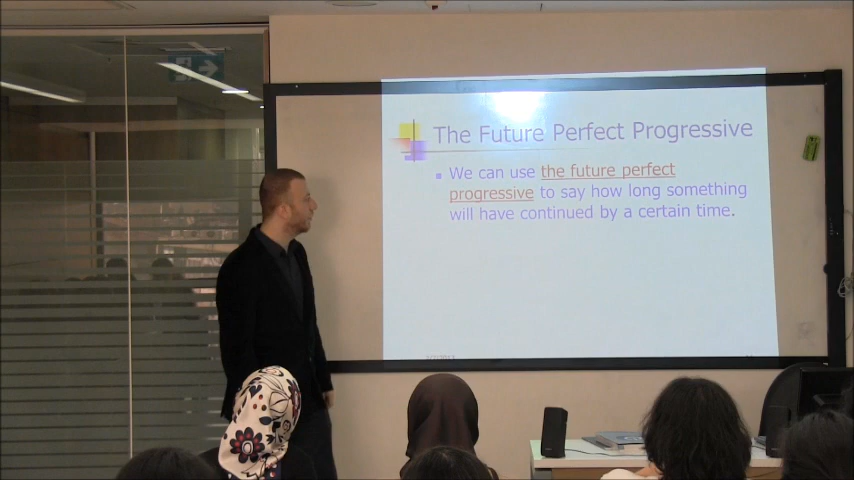 The Future Perfect Progressive
We can use the future perfect
progressive to say how long something
will have continued by a certain time.